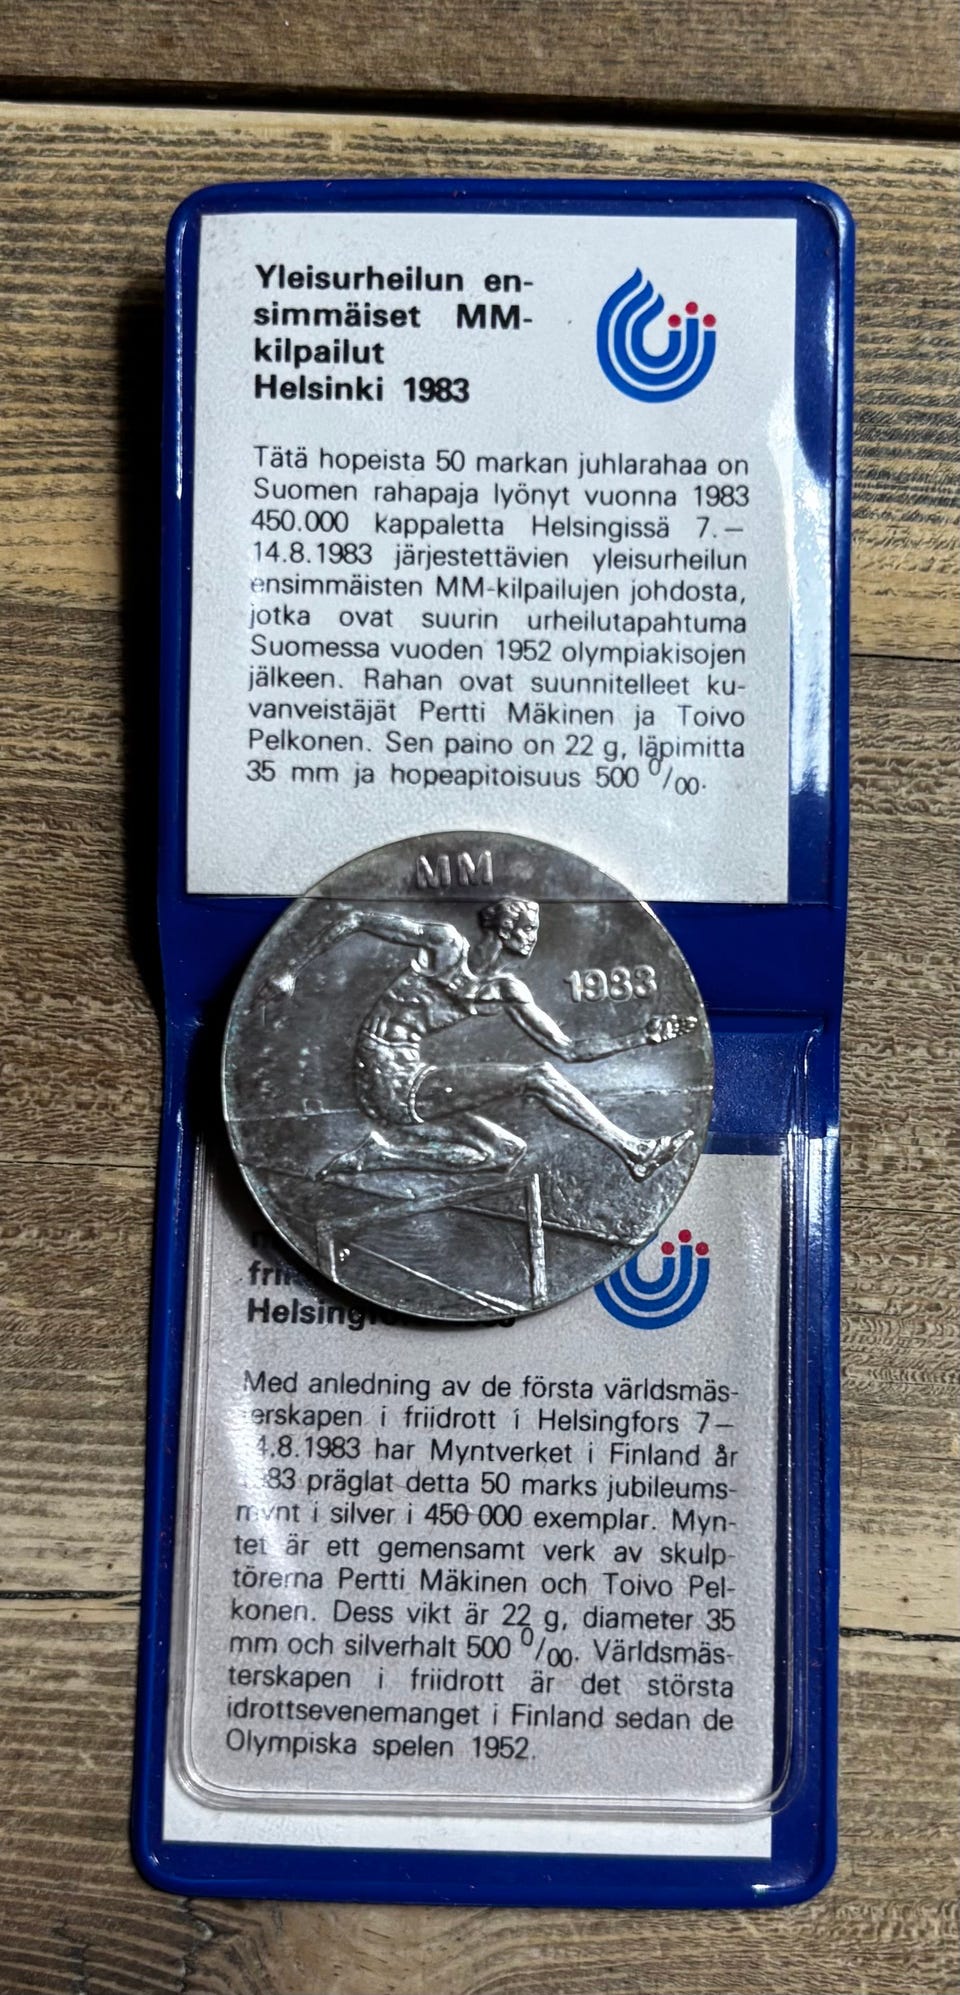 Yleisurheilun en-
simmäiset MM-
kilpailut
Helsinki 1983
Tätä hopeista 50 markan juhlarahaa on
Suomen rahapaja lyönyt vuonna 1983
450.000 kappaletta Helsingissä 7.—
14.8.1983 järjestettävien yleisurheilun
ensimmäisten MM-kilpailujen johdosta,
jotka ovat suurin urheilutapahtuma
Suomessa vuoden 1952 olympiakisojen
jälkeen. Rahan ovat suunnitelleet ku-
vanveistäjät Pertti Mäkinen ja Toivo
Pelkonen. Sen paino on 22 g, läpimitta
35 mm ja hopeapitoisuus 500 0/00.
MM
1983
Med anledning av de första världsmäs-
erskapen i friidrott i Helsingfors 7—
4.8.1983 har Myntverket i Finland år
83 präglat detta 50 marks jubileums-
mynt i silver i 450 000 exemplar. Myn-
tet är ett gemensamt verk av skulp-
törerna Pertti Mäkinen och Toivo Pel-
konen. Dess vikt är 22 g, diameter 35
mm och silverhalt 500 0/00. Världsmäs-
terskapen i friidrott är det största
idrottsevenemanget i Finland sedan de
Olympiska spelen 1952.